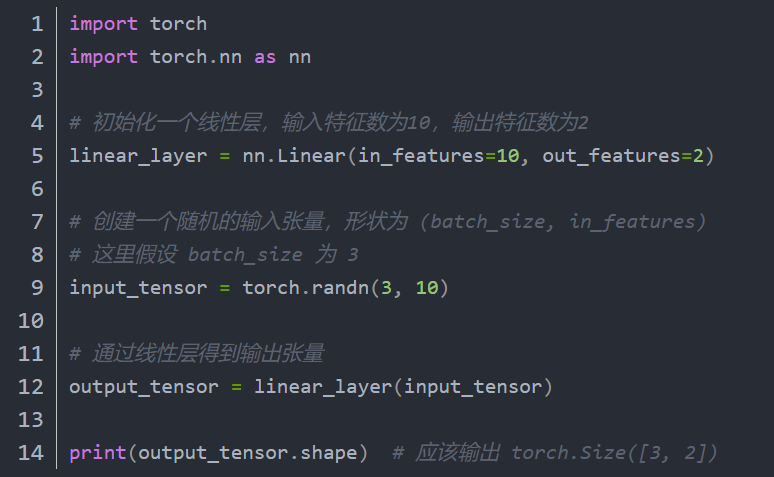 1 import torch
2 import torch.nn as nn
3
4 # 初始化一个线性层，输入特征数为10，输出特征数为2
5 linear_layer = nn.Linear(in_features=10, out_features=2)
6
7 # 创建一个随机的输入张量，形状为 (batch_size, in_features)
8 # 这里假设 batch_size 为 3
9 input_tensor = torch.randn(3, 10)
10
11 # 通过线性层得到输出张量
12 output_tensor = linear_layer(input_tensor)
13
14 print(output_tensor.shape)  # 应该输出 torch.Size([3, 2])